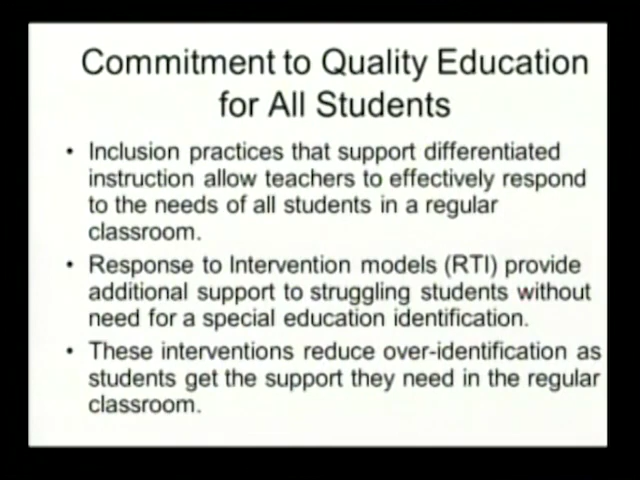 Commitment to Quality Education
for All Students
• Inclusion practices that support differentiated
instruction allow teachers to effectively respond
to the needs of all students in a regular
classroom.
• Response to Intervention models (RTI) provide
additional support to struggling students without
need for a special education identification.
• These interventions reduce over-identification as
students get the support they need in the regular
classroom.